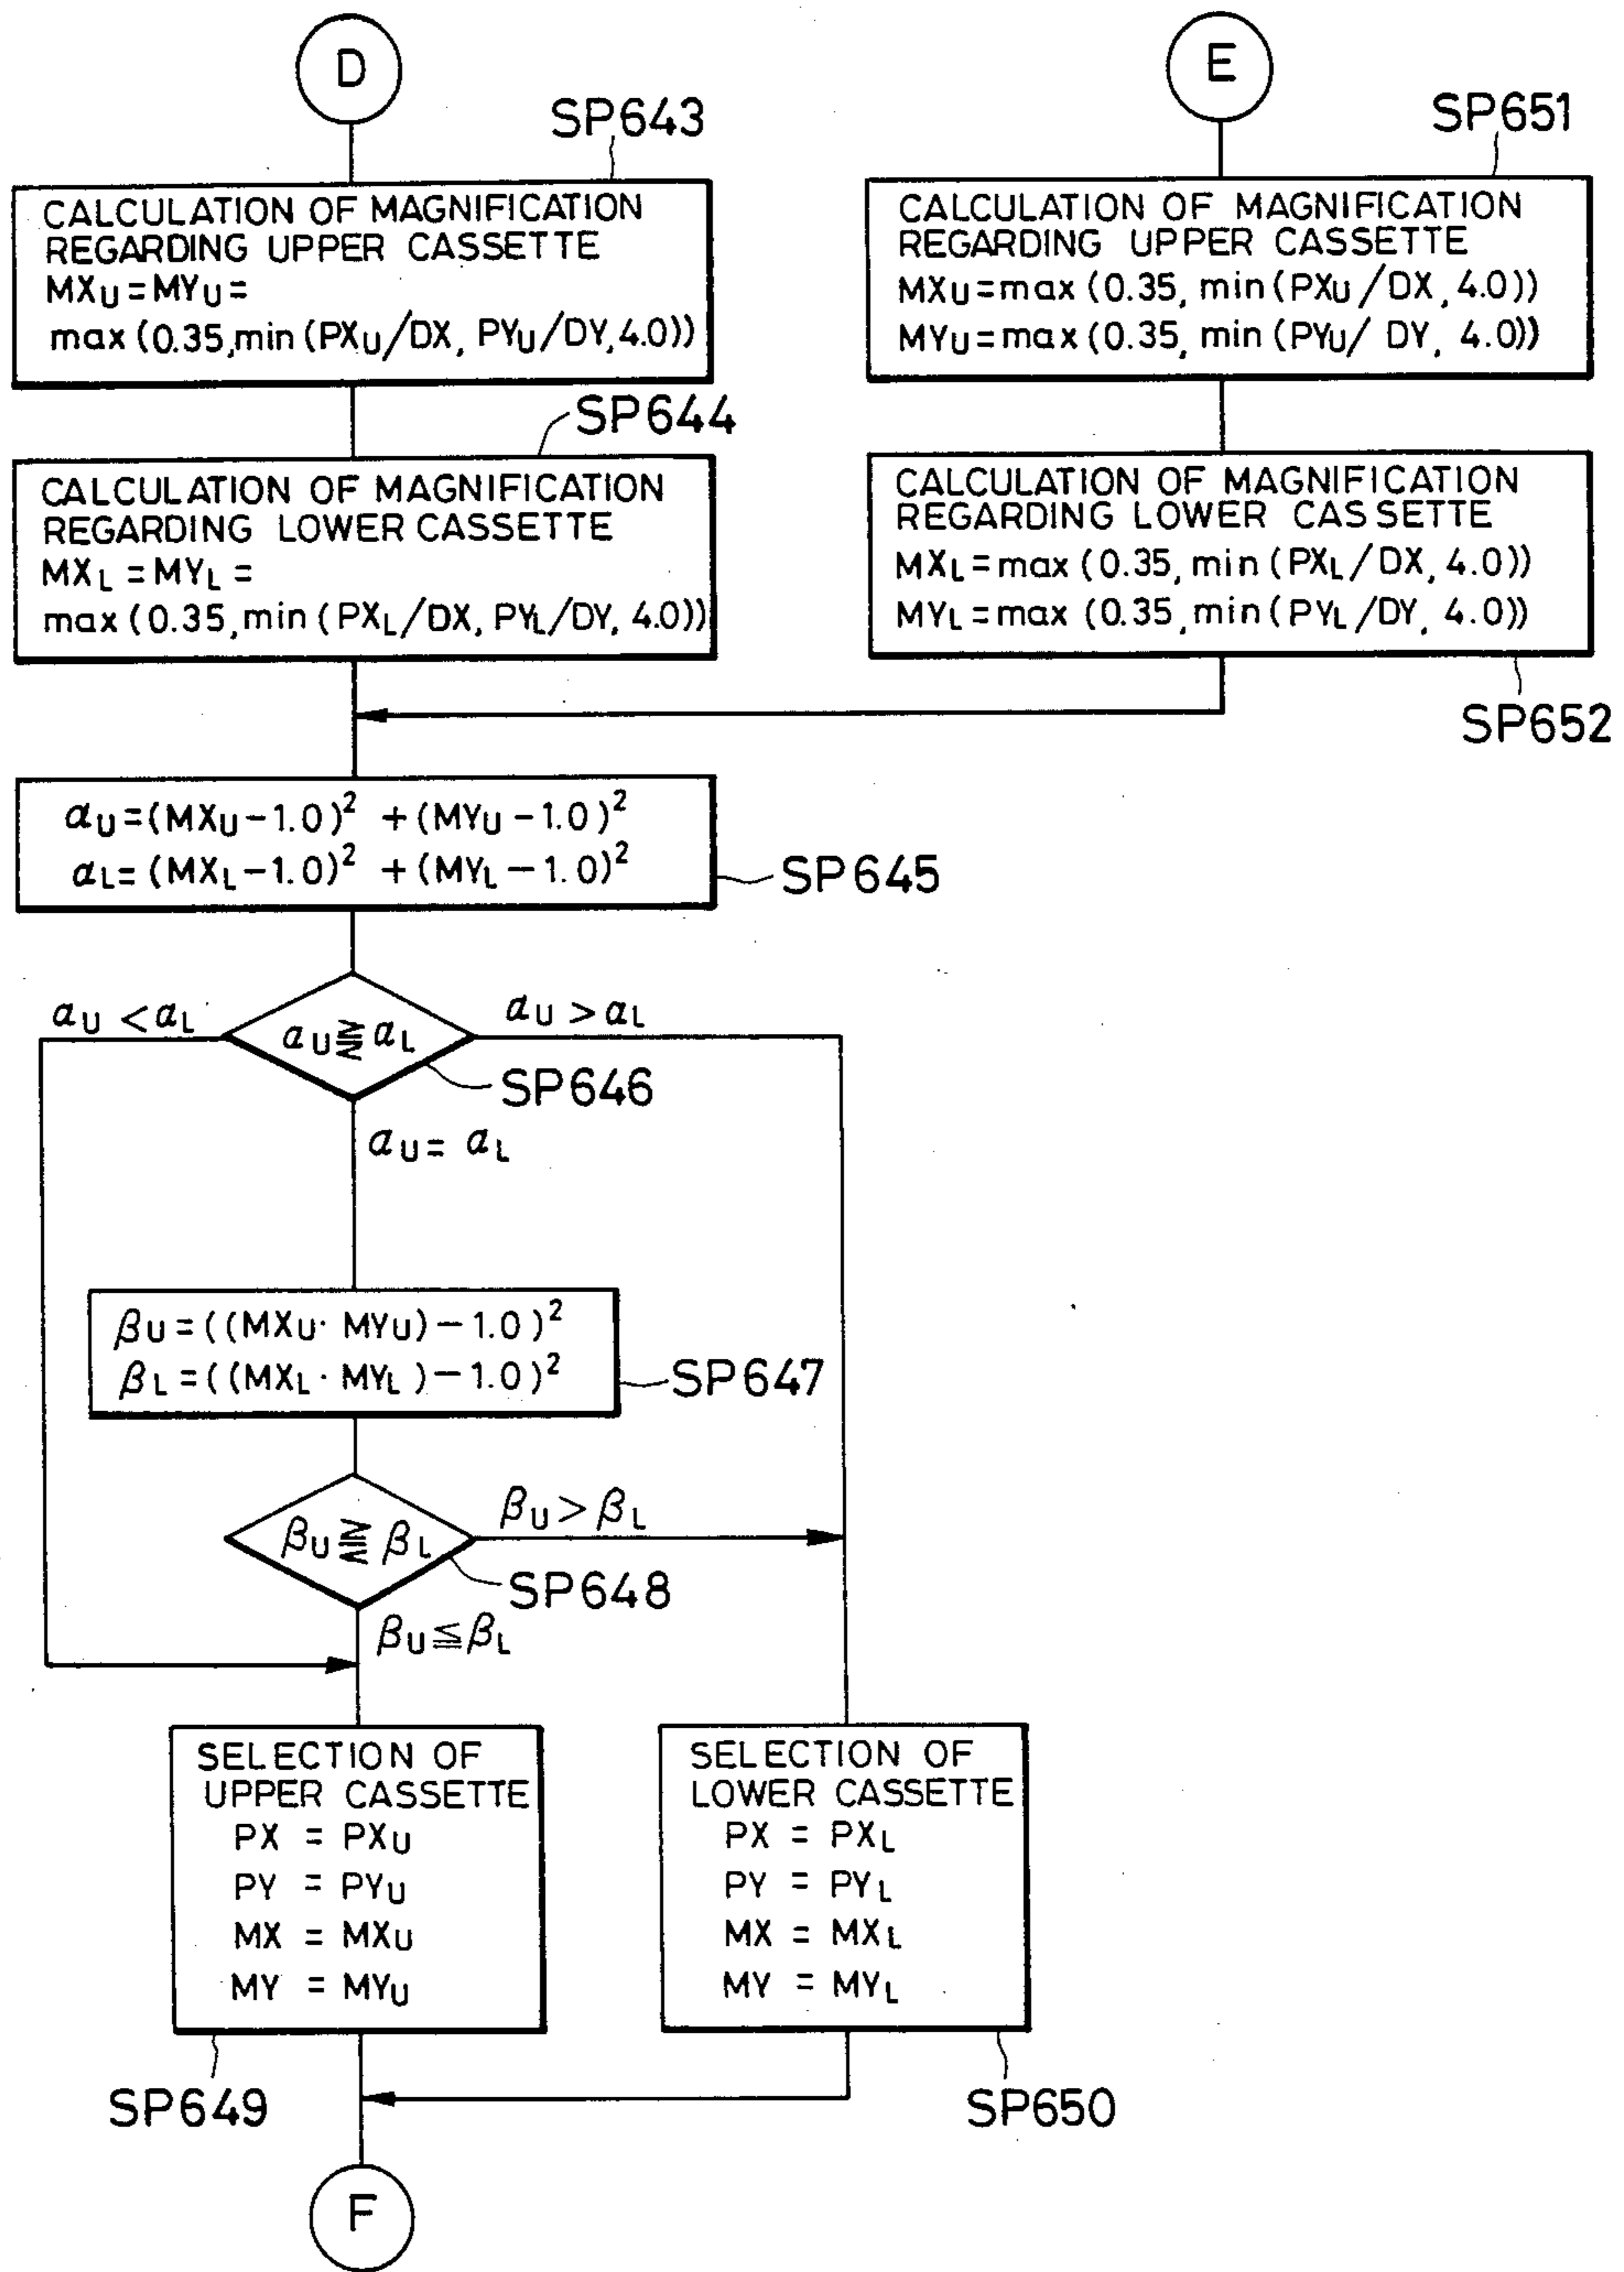 D
SP643
CALCULATION OF MAGNIFICATION
REGARDING UPPER CASSETTE
MXU=MYU=
max(0.35,min(PXU/DX, PYU/DY,4.0))
SP644
CALCULATION OF MAGNIFICATION
REGARDING LOWER CASSETTE
MXL=MYL=
max(0.35,min(PXL/DX, PYL/DY, 4.0))
E
SP651
CALCULATION OF MAGNIFICATION
REGARDING UPPER CASSETTE
MXU=max(0.35, min(PXU/DX, 4.0))
MYU=max(0.35, min(PYU/ DY, 4.0))
CALCULATION OF MAGNIFICATION
REGARDING LOWER CASSETTE
MXL=max(0.35, min(PXL/DX, 4.0))
MYL=max(0.35, min(PYL/DY, 4.0))
SP652
αU=(MXU-1.0)² +(MYU-1.0)²
αL=(MXL-1.0)² +(MYL-1.0)²
SP645
αU<αL
αU⋛αL
αU>αL
SP646
αU= αL
βU=((MXU·MYU)-1.0)²
βL=((MXL·MYL)-1.0)²
SP647
βU⋛βL
βU>βL
SP648
βU≦βL
SELECTION OF
UPPER CASSETTE
PX = PXU
PY = PYU
MX = MXU
MY = MYU
SP649
SELECTION OF
LOWER CASSETTE
PX = PXL
PY = PYL
MX = MXL
MY = MYL
SP650
F